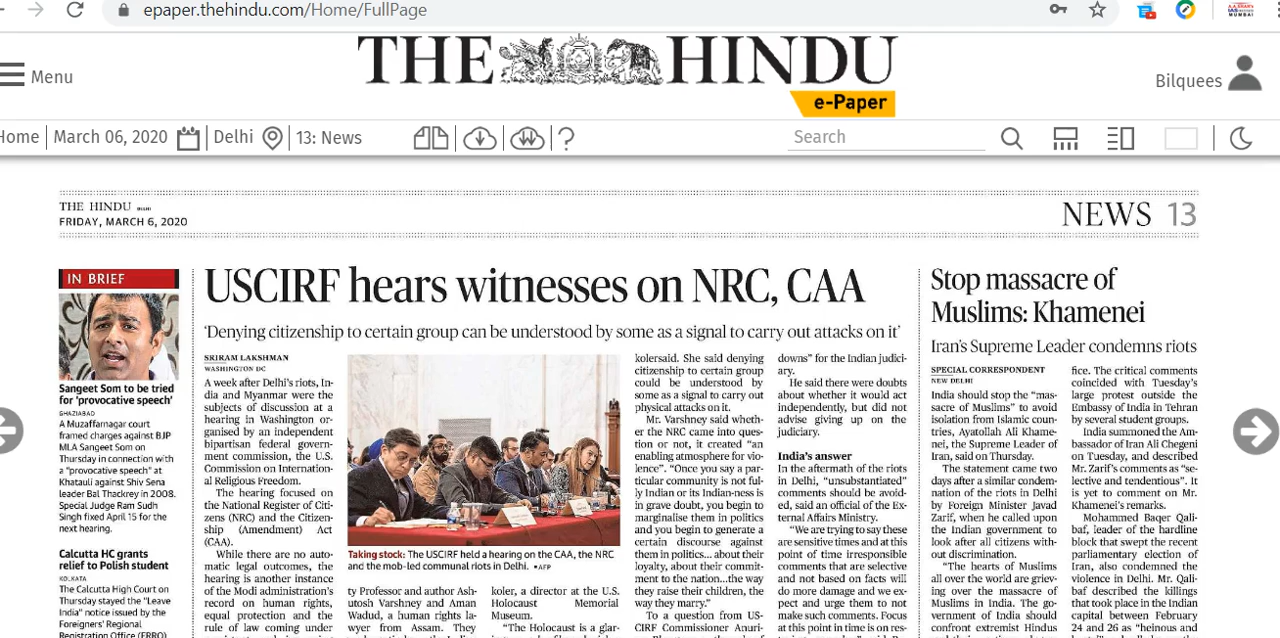 epaper.thehindu.com/Home/FullPage
THE HINDU
e-Paper
Menu
Bilquees
Home
March 06, 2020
Delhi
13: News
?
Search
THE HINDU
FRIDAY, MARCH 6, 2020
NEWS 13
IN BRIEF
Sangeet Som to be tried
for 'provocative speech'
GHAZIABAD
A Muzaffarnagar court
framed charges against BJP
MLA Sangeet Som on
Thursday in connection with
a "provocative speech" at
Khatauli against Shiv Sena
leader Bal Thackrey in 2008.
Special Judge Ram Sudh
Singh fixed April 15 for the
next hearing.
Calcutta HC grants
relief to Polish student
KOLKATA
The Calcutta High Court on
Thursday stayed the "Leave
India" notice issued by the
Foreigners' Regional
Registration Office (FRRO)
USCIRF hears witnesses on NRC, CAA
'Denying citizenship to certain group can be understood by some as a signal to carry out attacks on it'
SRIRAM LAKSHMAN
WASHINGTON DC
A week after Delhi's riots, In-
dia and Myanmar were the
subjects of discussion at a
hearing in Washington or-
ganised by an independent
bipartisan federal govern-
ment commission, the U.S.
Commission on Internation-
al Religious Freedom.
The hearing focused on
the National Register of Citi-
zens (NRC) and the Citizen-
ship (Amendment) Act
(CAA).
While there are no auto-
matic legal outcomes, the
hearing is another instance
of the Modi administration's
record on human rights,
equal protection and the
rule of law coming under
Taking stock: The USCIRF held a hearing on the CAA, the NRC
and the mob-led communal riots in Delhi. •AFP
ty Professor and author Ash-
utosh Varshney and Aman
Wadud, a human rights la-
wyer from Assam. They
koler, a director at the U.S.
Holocaust Memorial
Museum.
"The Holocaust is a glar-
kolersaid. She said denying
citizenship to certain group
could be understood by
some as a signal to carry out
physical attacks on it.
Mr. Varshney said wheth-
er the NRC came into ques-
tion or not, it created "an
enabling atmosphere for vio-
lence". "Once you say a par-
ticular community is not ful-
ly Indian or its Indian-ness is
in grave doubt, you begin to
marginalise them in politics
and you begin to generate a
certain discourse against
them in politics... about their
loyalty, about their commit-
ment to the nation...the way
they raise their children, the
way they marry."
To a question from US-
CIRF Commissioner Anuri-
downs" for the Indian judici-
ary.
He said there were doubts
about whether it would act
independently, but did not
advise giving up on the
judiciary.
India's answer
In the aftermath of the riots
in Delhi, "unsubstantiated"
comments should be avoid-
ed, said an official of the Ex-
ternal Affairs Ministry.
"We are trying to say these
are sensitive times and at this
point of time irresponsible
comments that are selective
and not based on facts will
do more damage and we ex-
pect and urge them to not
make such comments. Focus
at this point in time is on res-
Stop massacre of
Muslims: Khamenei
Iran's Supreme Leader condemns riots
SPECIAL CORRESPONDENT
NEW DELHI
India should stop the "mas-
sacre of Muslims" to avoid
isolation from Islamic coun-
tries, Ayatollah Ali Khame-
nei, the Supreme Leader of
Iran, said on Thursday.
The statement came two
days after a similar condem-
nation of the riots in Delhi
by Foreign Minister Javad
Zarif, when he called upon
the Indian government to
look after all citizens with-
out discrimination.
"The hearts of Muslims
all over the world are griev-
ing over the massacre of
Muslims in India. The go-
vernment of India should
confront extremist Hindus
fice. The critical comments
coincided with Tuesday's
large protest outside the
Embassy of India in Tehran
by several student groups.
India summoned the Am-
bassador of Iran Ali Chegeni
on Tuesday, and described
Mr. Zarif's comments as "se-
lective and tendentious". It
is yet to comment on Mr.
Khamenei's remarks.
Mohammed Baqer Qali-
baf, leader of the hardline
block that swept the recent
parliamentary election of
Iran, also condemned the
violence in Delhi. Mr. Qali-
baf described the killings
that took place in the Indian
capital between February
24 and 26 as "heinous and